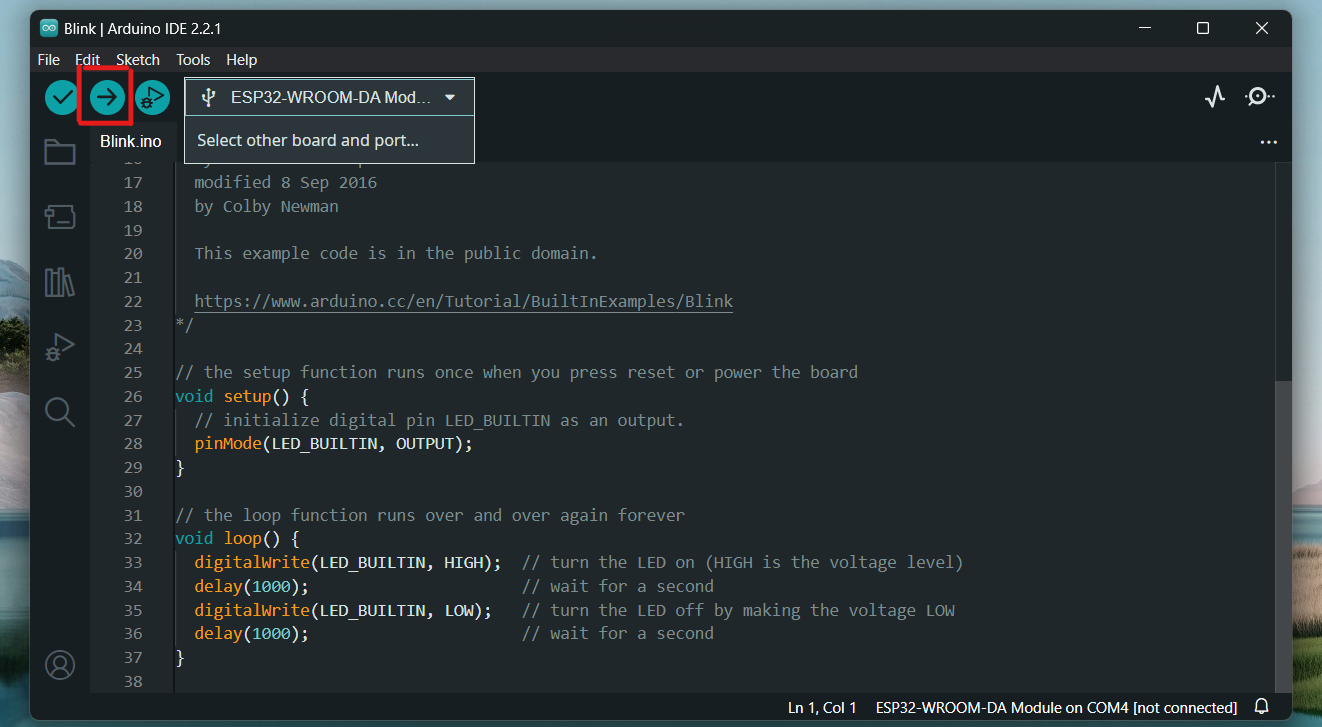 Blink | Arduino IDE 2.2.1
File Edit Sketch Tools Help
ESP32-WROOM-DA Mod...
Select other board and port...
Blink.ino
17 modified 8 Sep 2016
18 by Colby Newman
19
20 This example code is in the public domain.
21
22 https://www.arduino.cc/en/Tutorial/BuiltInExamples/Blink
23 */
24
25 // the setup function runs once when you press reset or power the board
26 void setup() {
27 // initialize digital pin LED_BUILTIN as an output.
28 pinMode(LED_BUILTIN, OUTPUT);
29 }
30
31 // the loop function runs over and over again forever
32 void loop() {
33 digitalWrite(LED_BUILTIN, HIGH); // turn the LED on (HIGH is the voltage level)
34 delay(1000); // wait for a second
35 digitalWrite(LED_BUILTIN, LOW); // turn the LED off by making the voltage LOW
36 delay(1000); // wait for a second
37 }
38
Ln 1, Col 1 ESP32-WROOM-DA Module on COM4 [not connected]